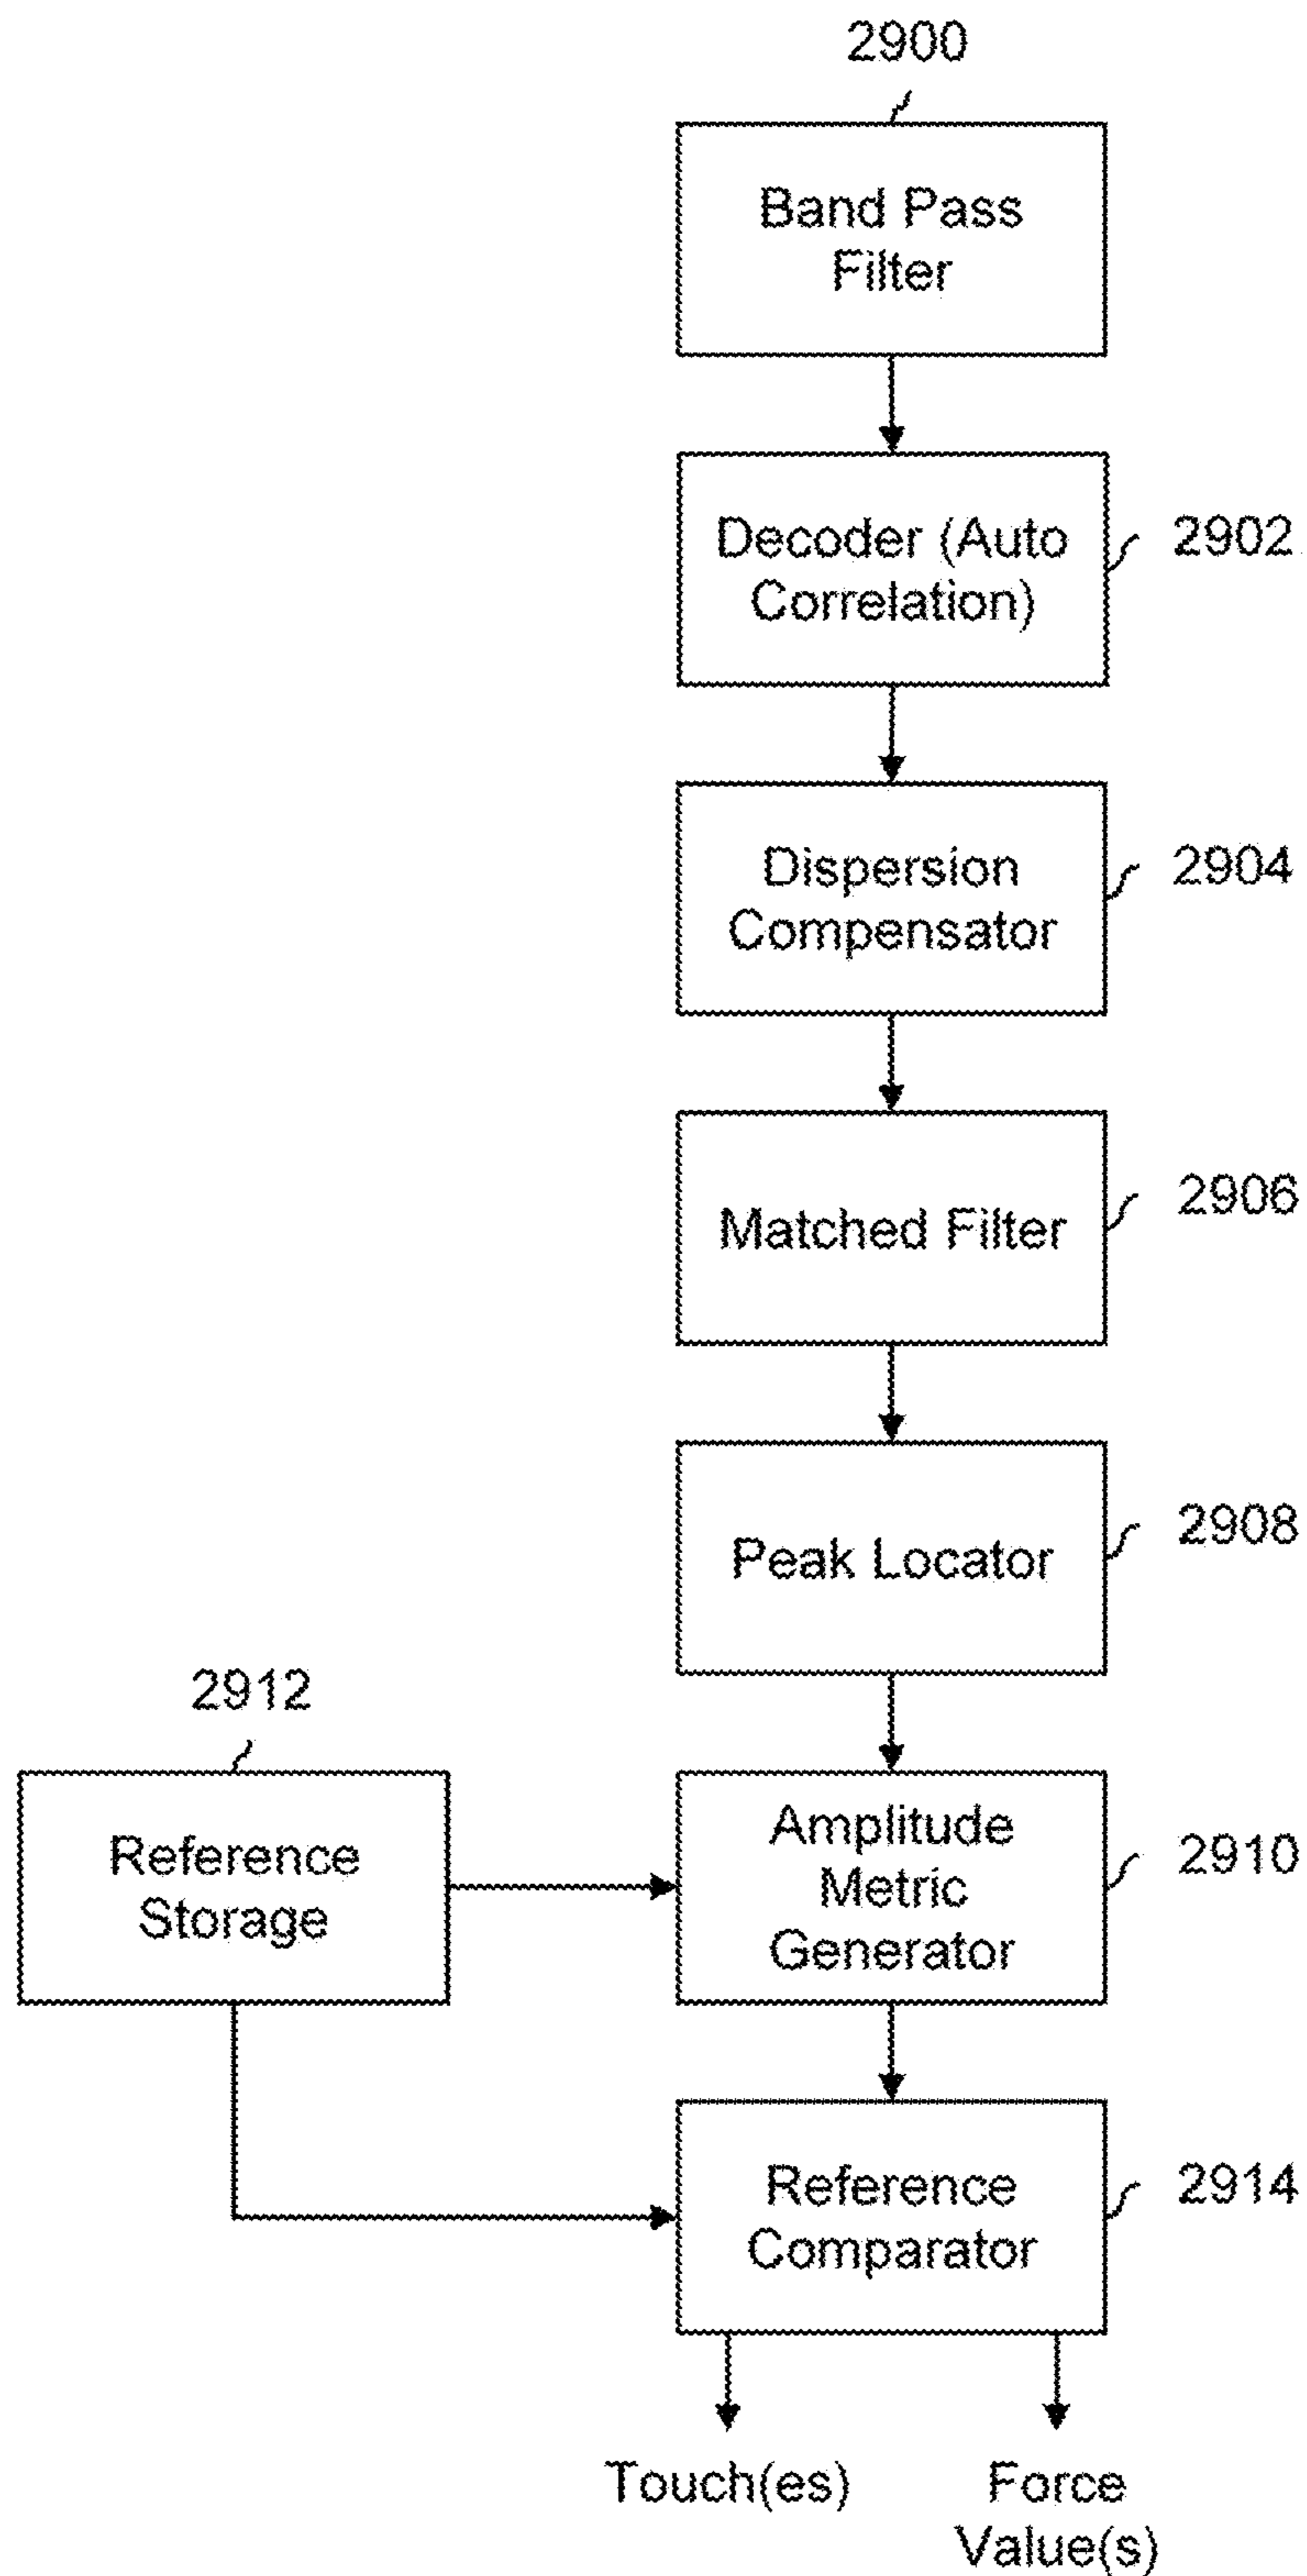 2900
Band Pass
Filter
Decoder (Auto
Correlation)
2902
Dispersion
Compensator
2904
Matched Filter
2906
Peak Locator
2908
2912
Reference
Storage
Amplitude
Metric
Generator
2910
Reference
Comparator
2914
Touch(es)
Force
Value(s)